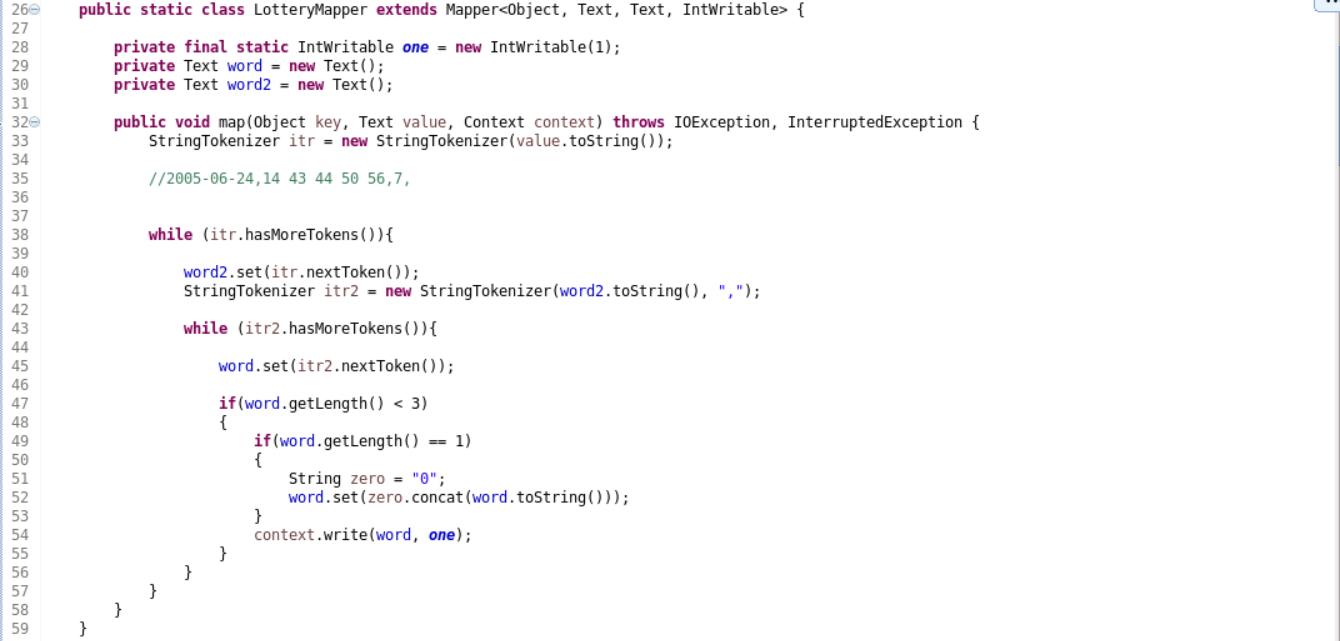 26 public static class LotteryMapper extends Mapper<Object, Text, Text, IntWritable> {
27
28 private final static IntWritable one = new IntWritable(1);
29 private Text word = new Text();
30 private Text word2 = new Text();
31
32 public void map(Object key, Text value, Context context) throws IOException, InterruptedException {
33 StringTokenizer itr = new StringTokenizer(value.toString());
34
35 //2005-06-24,14 43 44 50 56,7,
36
37
38 while (itr.hasMoreTokens()){
39
40 word2.set(itr.nextToken());
41 StringTokenizer itr2 = new StringTokenizer(word2.toString(), ",");
42
43 while (itr2.hasMoreTokens()){
44
45 word.set(itr2.nextToken());
46
47 if(word.getLength() < 3)
48 {
49 if(word.getLength() == 1)
50 {
51 String zero = "0";
52 word.set(zero.concat(word.toString()));
53 }
54 context.write(word, one);
55 }
56 }
57 }
58 }
59 }